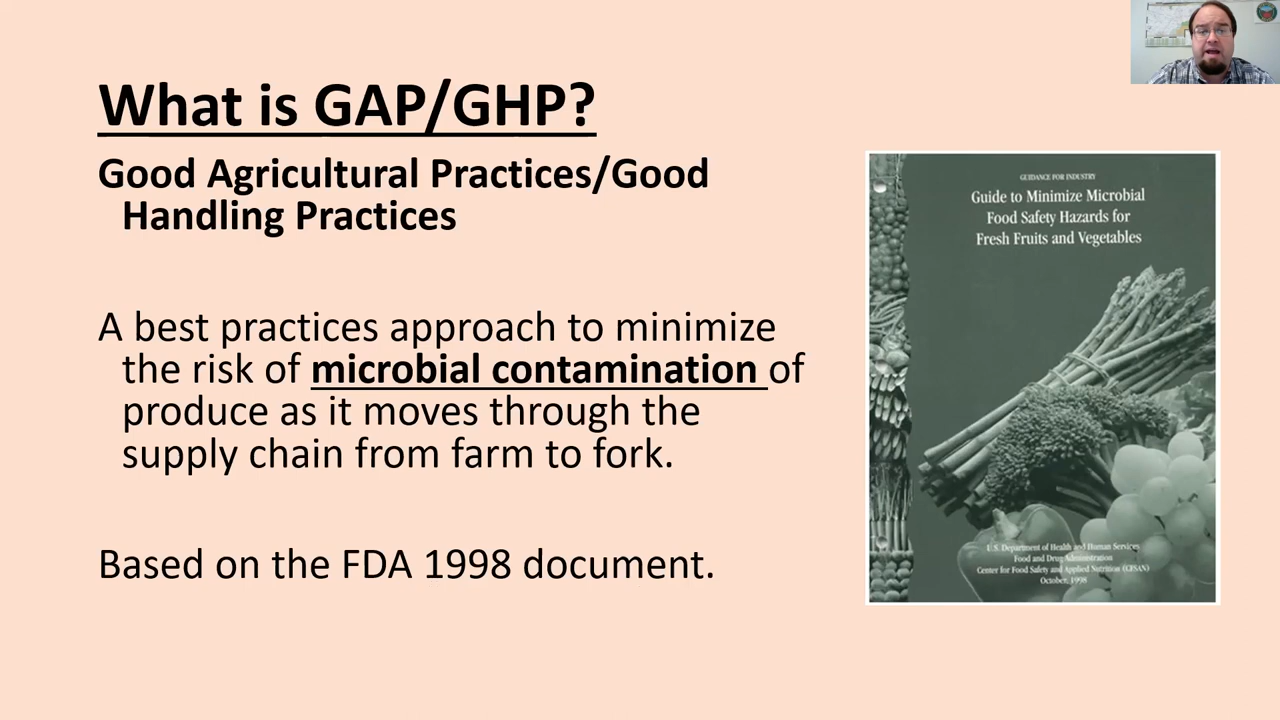 What is GAP/GHP?
Good Agricultural Practices/Good
Handling Practices
A best practices approach to minimize
the risk of microbial contamination of
produce as it moves through the
supply chain from farm to fork.
Based on the FDA 1998 document.
GUIDANCE FOR INDUSTRY
Guide to Minimize Microbial
Food Safety Hazards for
Fresh Fruits and Vegetables
U.S. Department of Health and Human Services
Food and Drug Administration
Center for Food Safety and Applied Nutrition (CFSAN)
October, 1998